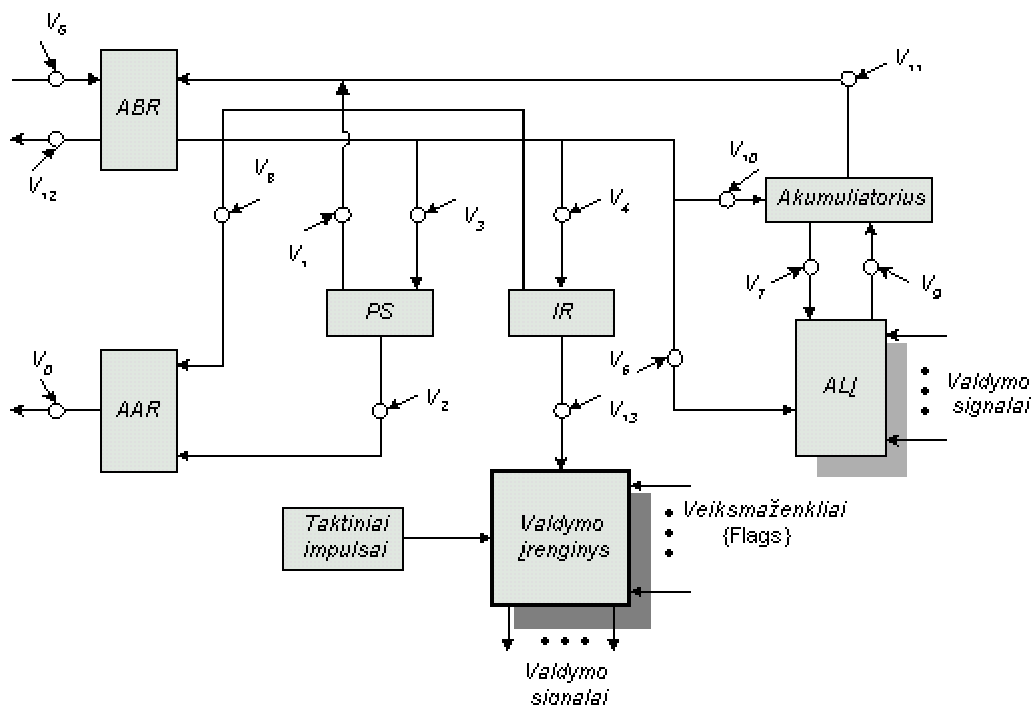 V5
ABR
V11
V12
V8
V10
V1
V3
V4
Akumuliatorius
V7
V9
PS
IR
V0
AAR
V2
V6
V13
ALĮ
Valdymo
signalai
Taktiniai
impulsai
Valdymo
įrenginys
Veiksmaženkliai
{Flags}
Valdymo
signalai